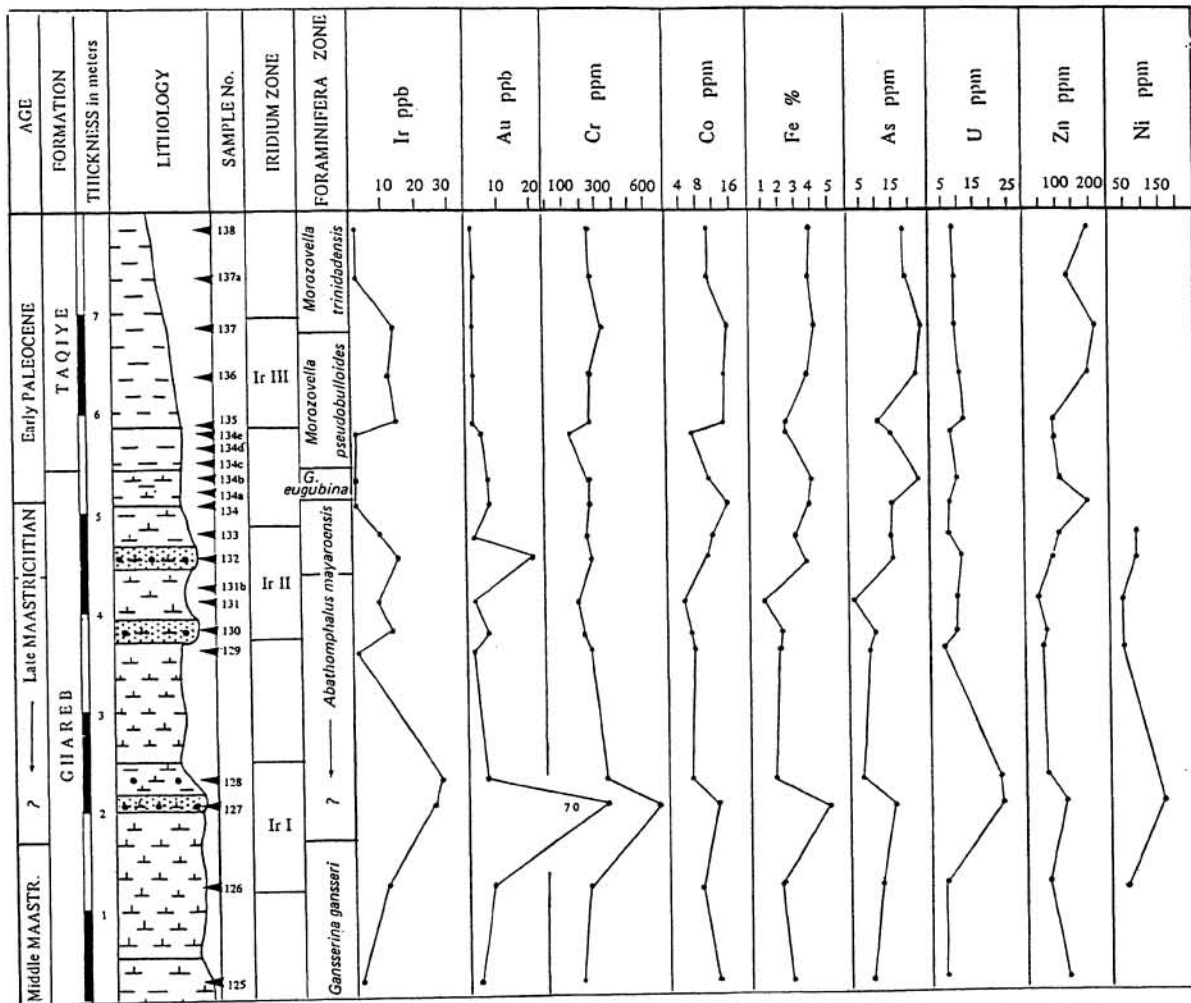 AGE
FORMATION
THICKNESS in meters
LITHOLOGY
SAMPLE No.
IRIDIUM ZONE
FORAMINIFERA ZONE
Ir ppb
Au ppb
Cr ppm
Co ppm
Fe %
As ppm
U ppm
Zn ppm
Ni ppm
10 20 30
10 20
100 300 600
4 8 16
1 2 3 4 5
5 15
5 15 25
100 200
50 150
Early PALEOCENE
Late MAASTRICHTIAN
?
Middle MAASTR.
TAQIYE
GHAREB
7
6
5
4
3
2
1
138
137a
137
136
135
134e
134d
134c
134b
134a
134
133
132
131b
131
130
129
128
127
126
125
Ir III
Ir II
Ir I
Morozovella
trinidadensis
Morozovella
pseudobulloides
G.
eugubina
Abathomphalus mayaroensis
?
Gansserina gansseri
70